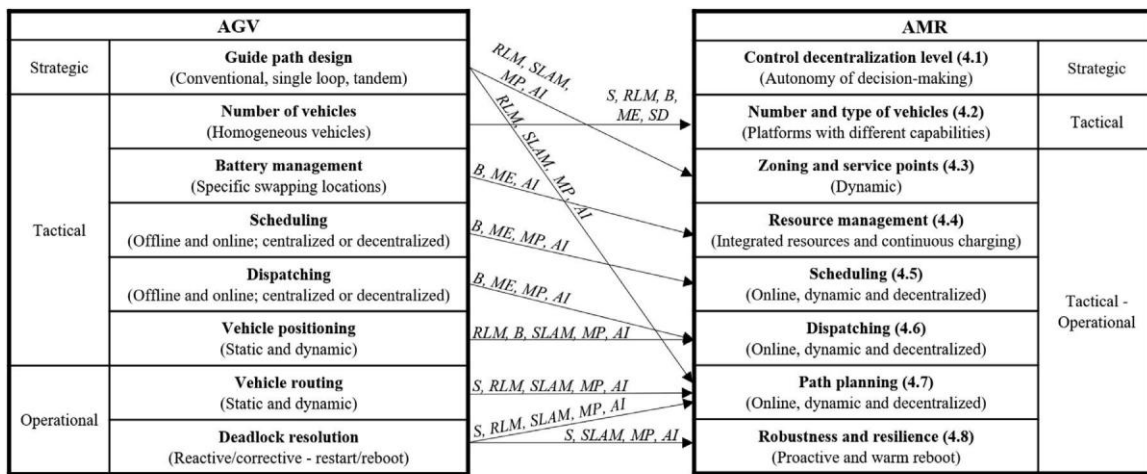 AGV
Strategic
Guide path design
(Conventional, single loop, tandem)
Tactical
Number of vehicles
(Homogeneous vehicles)
Battery management
(Specific swapping locations)
Scheduling
(Offline and online; centralized or decentralized)
Dispatching
(Offline and online; centralized or decentralized)
Vehicle positioning
(Static and dynamic)
Operational
Vehicle routing
(Static and dynamic)
Deadlock resolution
(Reactive/corrective - restart/reboot)
RLM, SLAM,
MP, AI
RLM, SLAM, MP, AI
S, RLM, B,
ME, SD
B, ME, AI
B, ME, MP, AI
B, ME, MP, AI
RLM, B, SLAM, MP, AI
S, RLM, SLAM, MP, AI
S, RLM, SLAM, MP, AI
S, SLAM, MP, AI
AMR
Control decentralization level (4.1)
(Autonomy of decision-making)
Strategic
Number and type of vehicles (4.2)
(Platforms with different capabilities)
Tactical
Zoning and service points (4.3)
(Dynamic)
Resource management (4.4)
(Integrated resources and continuous charging)
Scheduling (4.5)
(Online, dynamic and decentralized)
Dispatching (4.6)
(Online, dynamic and decentralized)
Path planning (4.7)
(Online, dynamic and decentralized)
Robustness and resilience (4.8)
(Proactive and warm reboot)
Tactical -
Operational